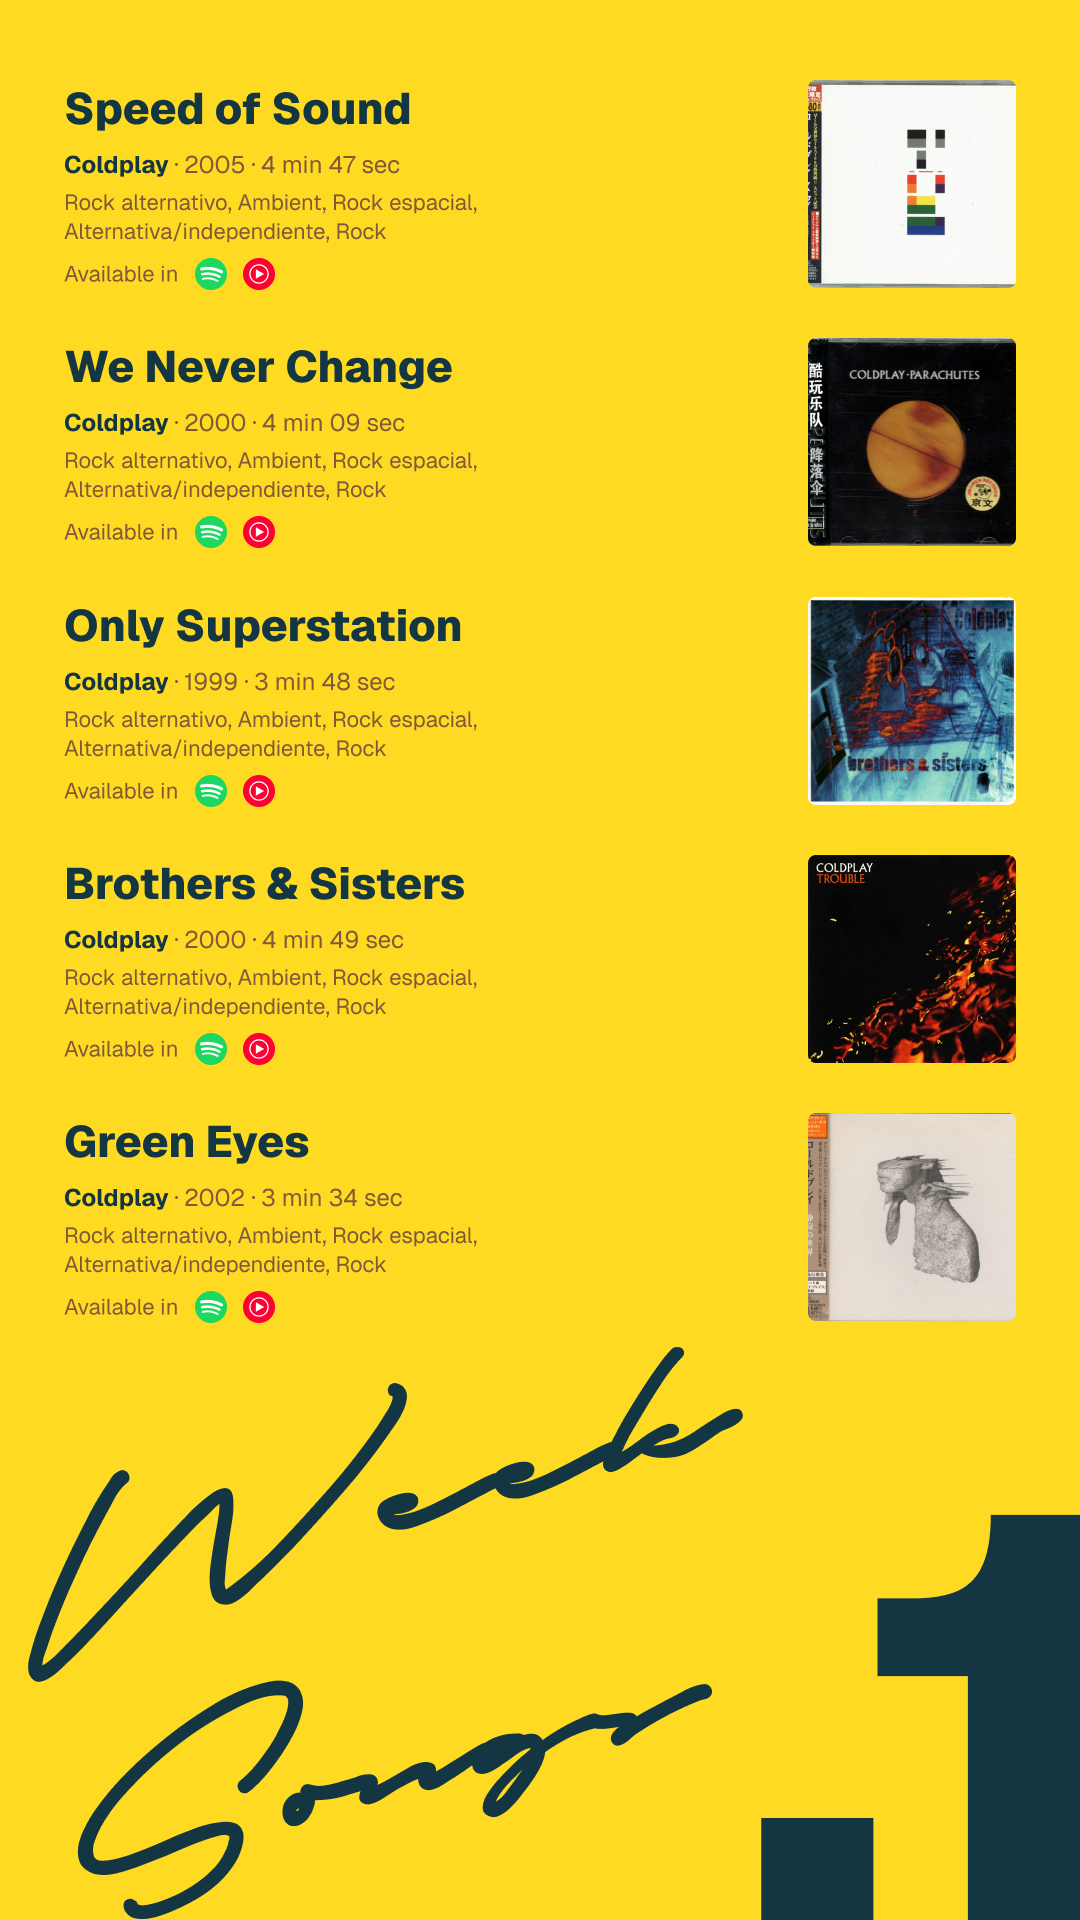 Speed of Sound
Coldplay · 2005 · 4 min 47 sec
Rock alternativo, Ambient, Rock espacial,
Alternativa/independiente, Rock
Available in
We Never Change
Coldplay · 2000 · 4 min 09 sec
Rock alternativo, Ambient, Rock espacial,
Alternativa/independiente, Rock
Available in
COLDPLAY·PARACHUTES
酷玩乐队
降落伞
京文
Only Superstation
Coldplay · 1999 · 3 min 48 sec
Rock alternativo, Ambient, Rock espacial,
Alternativa/independiente, Rock
Available in
Coldplay
brothers & sisters
Brothers & Sisters
Coldplay · 2000 · 4 min 49 sec
Rock alternativo, Ambient, Rock espacial,
Alternativa/independiente, Rock
Available in
COLDPLAY
TROUBLE
Green Eyes
Coldplay · 2002 · 3 min 34 sec
Rock alternativo, Ambient, Rock espacial,
Alternativa/independiente, Rock
Available in
Week
Songs
.1